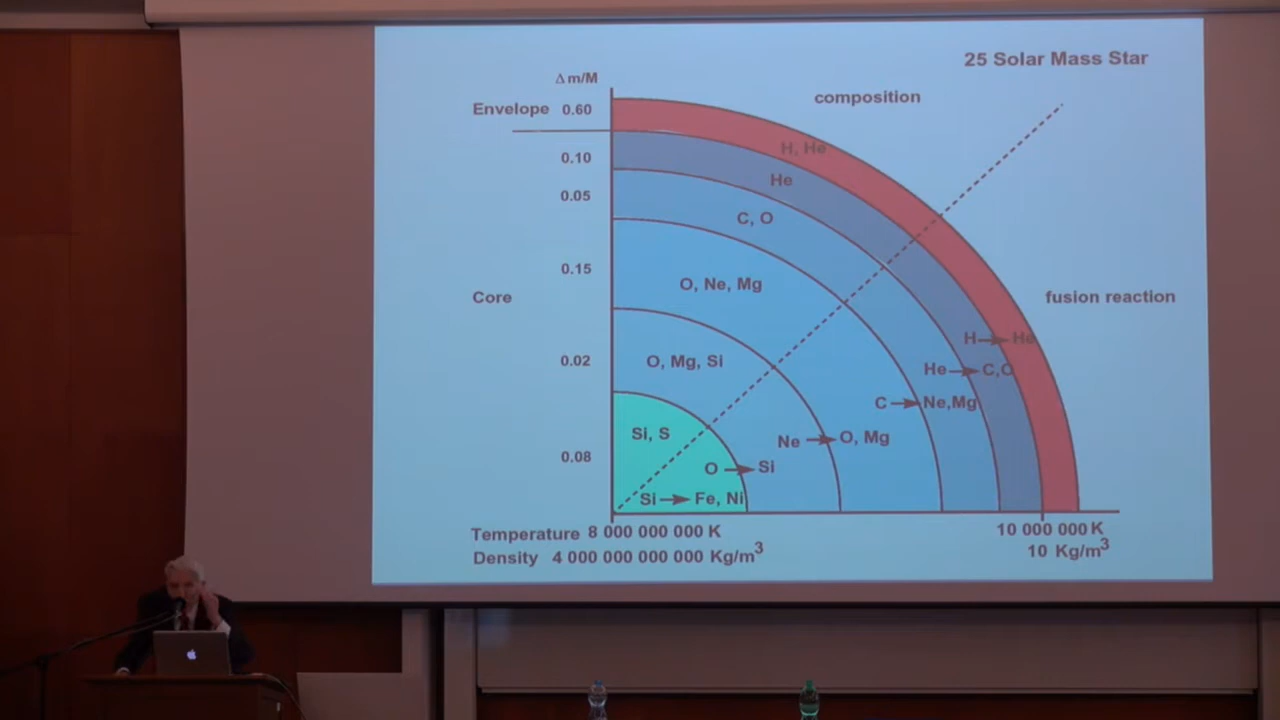 25 Solar Mass Star
Δm/M
composition
Envelope 0.60
H, He
0.10
He
0.05
C, O
0.15
O, Ne, Mg
Core
fusion reaction
H → He
0.02
O, Mg, Si
He → C,O
C → Ne,Mg
Si, S
Ne → O, Mg
0.08
O → Si
Si → Fe, Ni
Temperature 8 000 000 000 K
10 000 000 K
Density 4 000 000 000 000 Kg/m³
10 Kg/m³